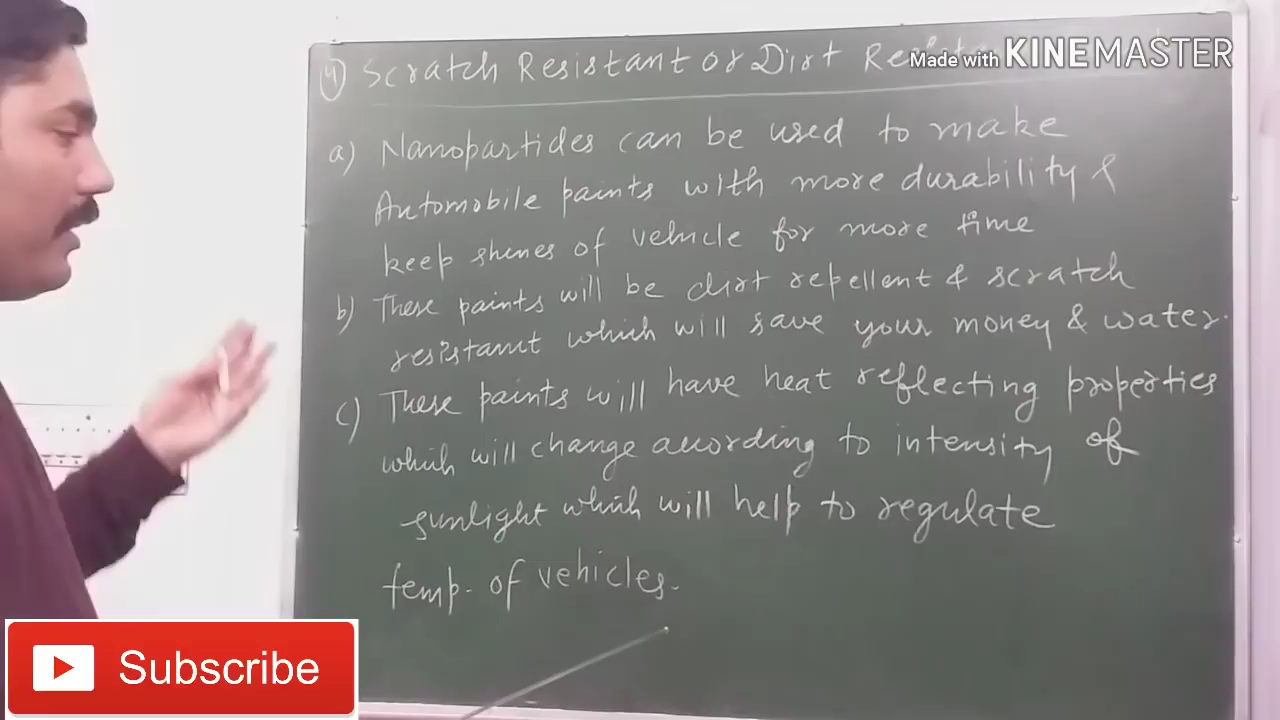 4 Scratch Resistant or Dirt
Made with KINEMASTER
a) Nanoparticles can be used to make
Automobile paints with more durability &
keep shines of vehicle for more time
b) These paints will be dirt repellent & scratch
resistant which will save your money & water.
c) These paints will have heat reflecting properties
which will change according to intensity of
sunlight which will help to regulate
temp. of vehicles.
Subscribe